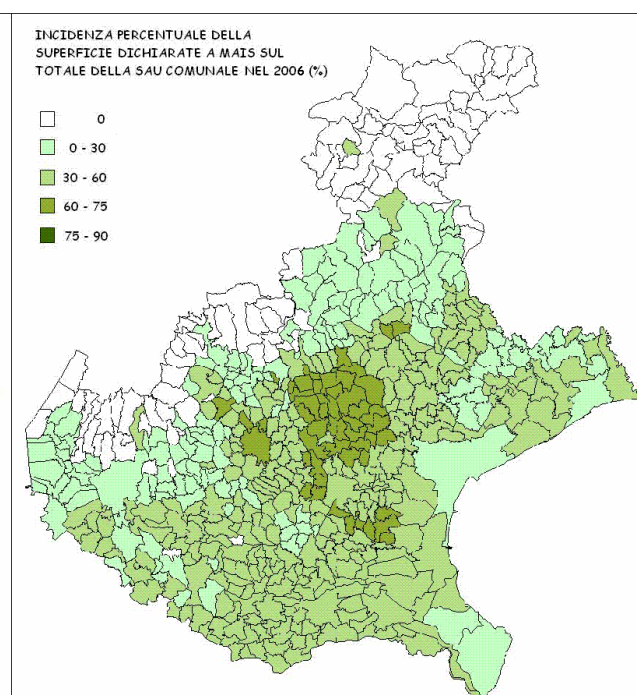 INCIDENZA PERCENTUALE DELLA
SUPERFICIE DICHIARATE A MAIS SUL
TOTALE DELLA SAU COMUNALE NEL 2006 (%)
0
0 - 30
30 - 60
60 - 75
75 - 90